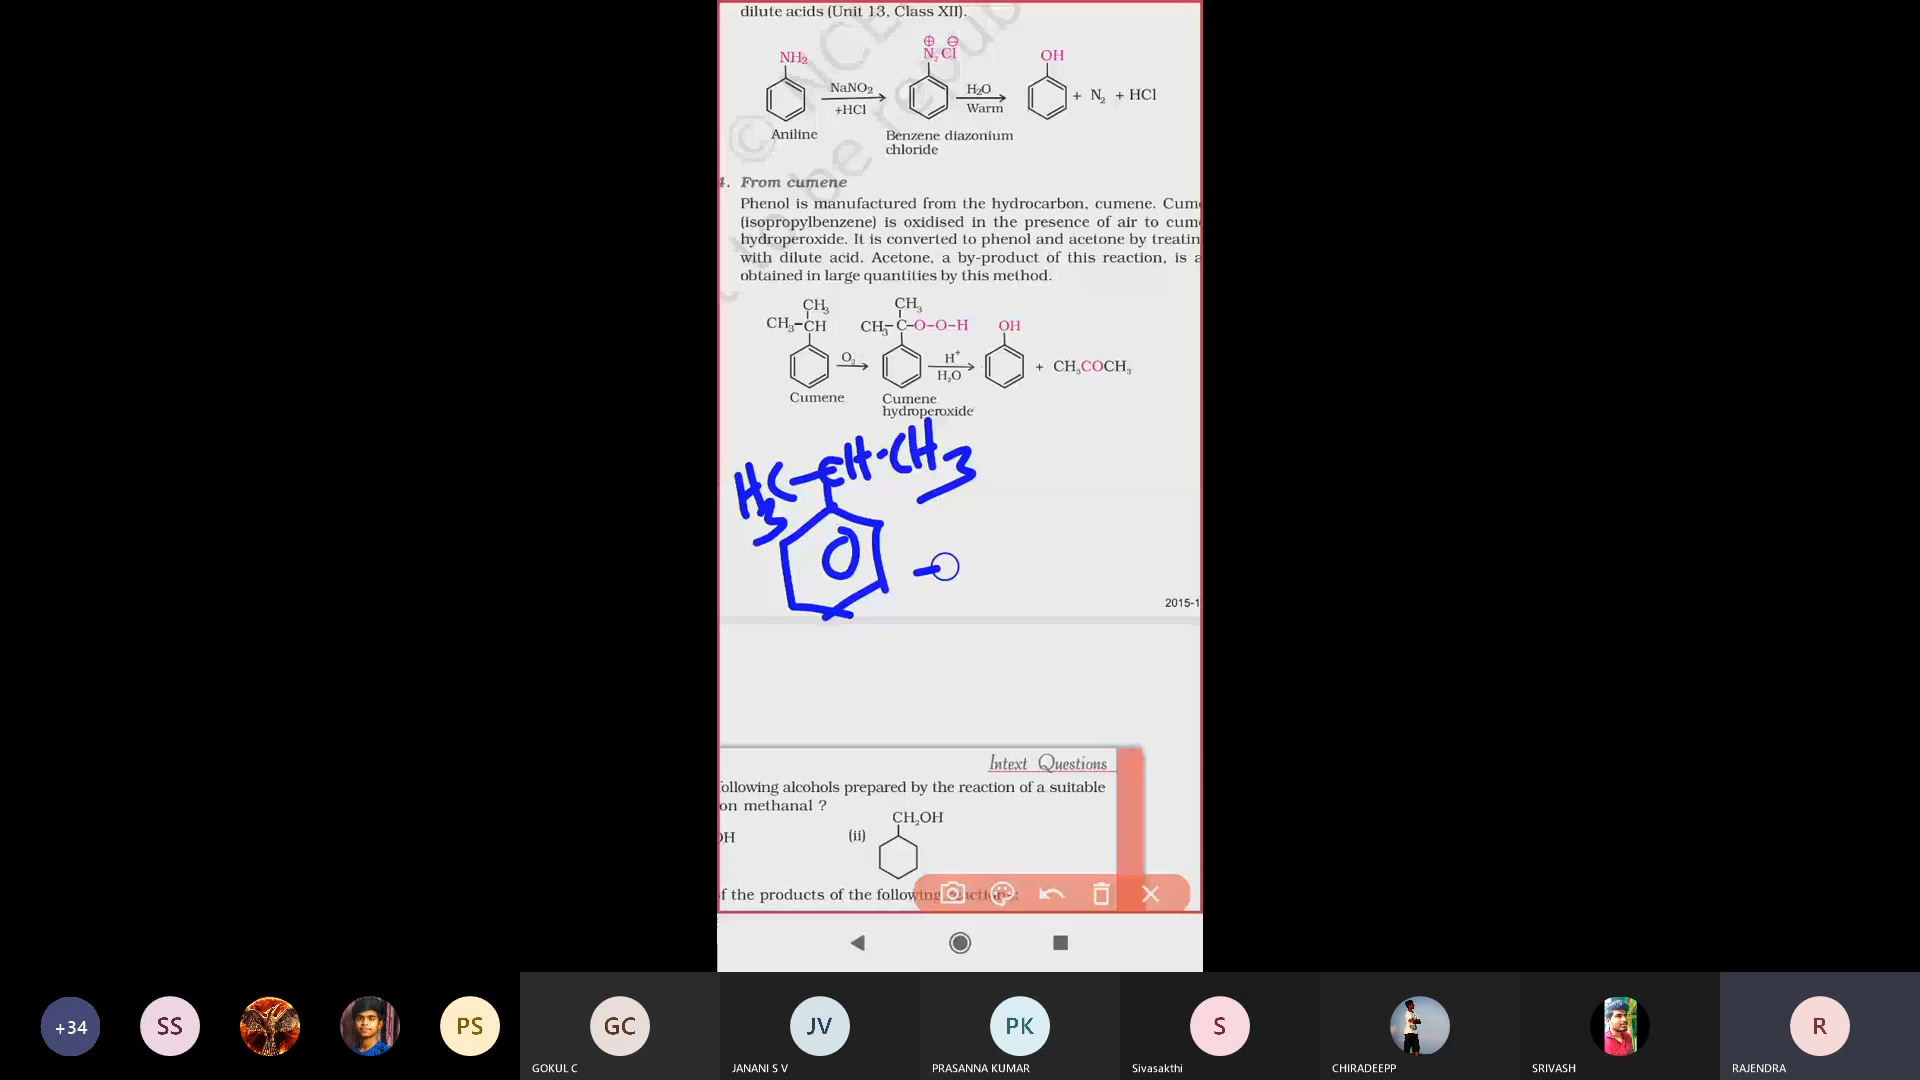 dilute acids (Unit 13, Class XII).
NH₂
N₂ Cl
⊕ ⊖
OH
NaNO₂
+HCl
H₂O
Warm
+ N₂ + HCl
Aniline
Benzene diazonium
chloride
4. From cumene
Phenol is manufactured from the hydrocarbon, cumene. Cum
(isopropylbenzene) is oxidised in the presence of air to cum
hydroperoxide. It is converted to phenol and acetone by treatin
with dilute acid. Acetone, a by-product of this reaction, is a
obtained in large quantities by this method.
CH₃
CH₃–CH
CH₃
CH₃–C–O–O–H
OH
O₂
H⁺
H₂O
+ CH₃COCH₃
Cumene
Cumene
hydroperoxide
H₃C–CH·CH₃
2015-1
Intext Questions
ollowing alcohols prepared by the reaction of a suitable
on methanal ?
CH₂OH
OH
(ii)
f the products of the following
+34
SS
PS
GC
JV
PK
S
R
GOKUL C
JANANI S V
PRASANNA KUMAR
Sivasakthi
CHIRADEEPP
SRIVASH
RAJENDRA